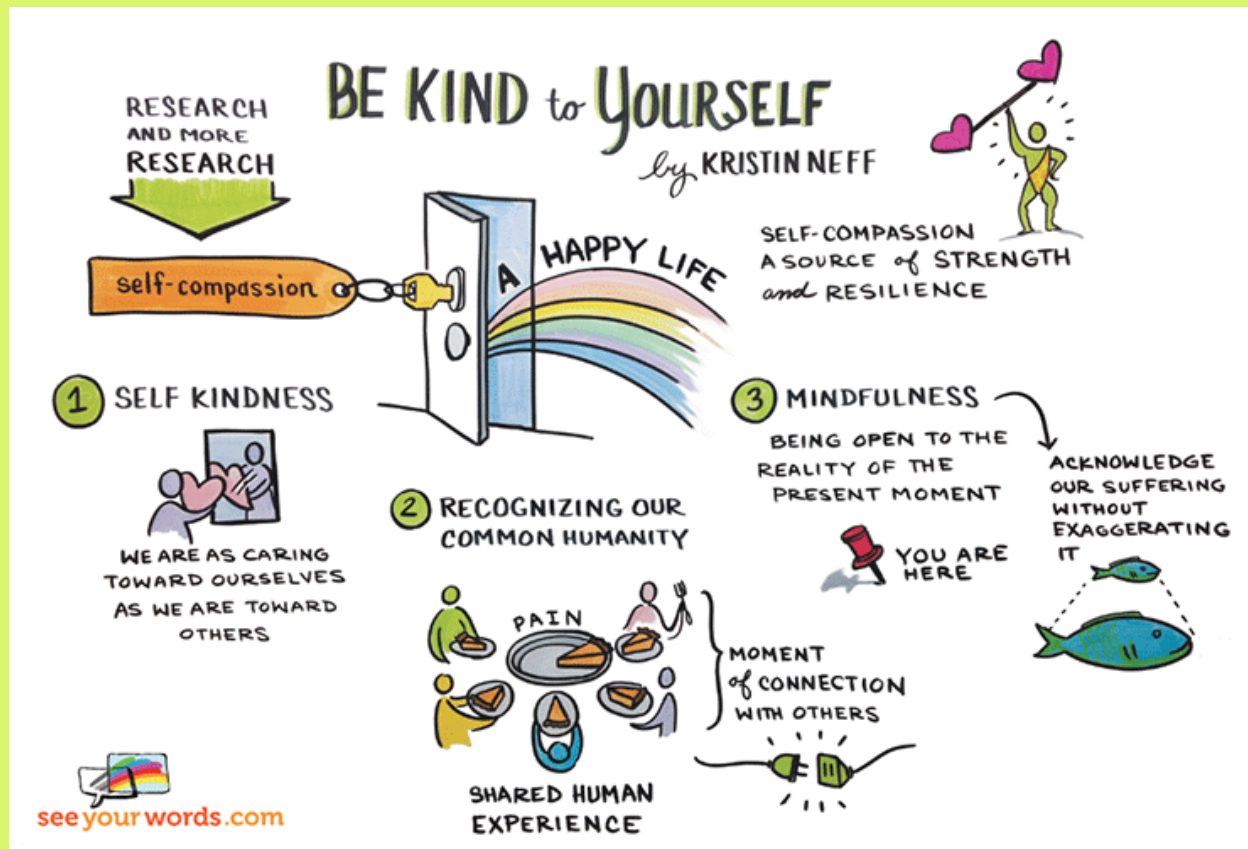 BE KIND to YOURSELF
by KRISTIN NEFF
RESEARCH
AND MORE
RESEARCH
self-compassion
A HAPPY LIFE
SELF-COMPASSION
A SOURCE of STRENGTH
and RESILIENCE
1 SELF KINDNESS
WE ARE AS CARING
TOWARD OURSELVES
AS WE ARE TOWARD
OTHERS
2 RECOGNIZING OUR
COMMON HUMANITY
PAIN
MOMENT
of CONNECTION
WITH OTHERS
SHARED HUMAN
EXPERIENCE
3 MINDFULNESS
BEING OPEN TO THE
REALITY OF THE
PRESENT MOMENT
YOU ARE
HERE
ACKNOWLEDGE
OUR SUFFERING
WITHOUT
EXAGGERATING
IT
seeyourwords.com